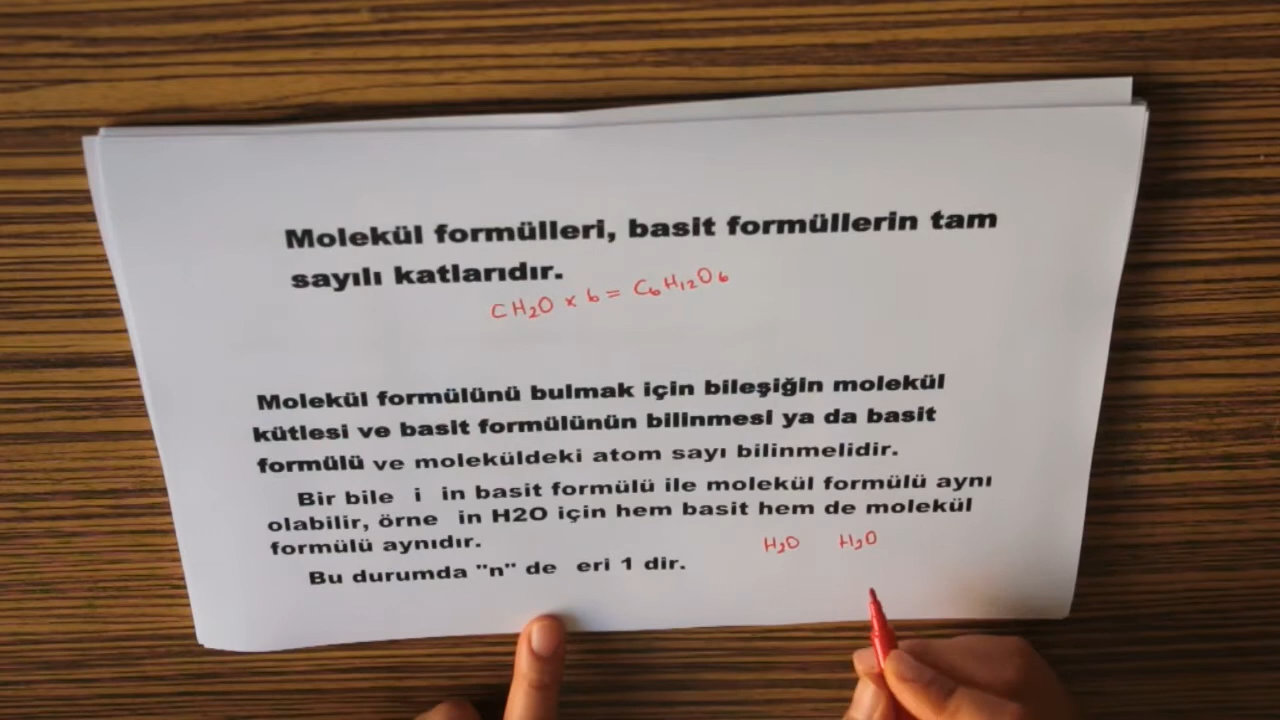 Molekül formülleri, basit formüllerin tam
sayılı katlarıdır.
CH₂O x 6 = C₆H₁₂O₆
Molekül formülünü bulmak için bileşiğin molekül
kütlesi ve basit formülünün bilinmesi ya da basit
formülü ve moleküldeki atom sayı bilinmelidir.
Bir bile i in basit formülü ile molekül formülü aynı
olabilir, örne in H2O için hem basit hem de molekül
formülü aynıdır.
H₂O H₂O
Bu durumda "n" de eri 1 dir.